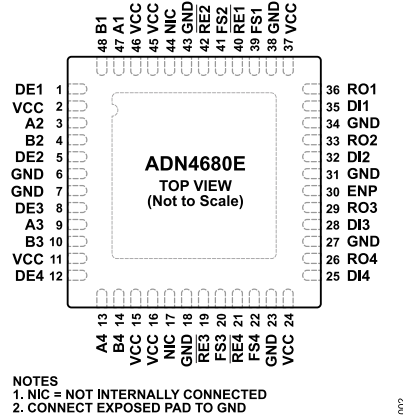 48 B1
47 A1
46 VCC
45 VCC
44 NIC
43 GND
42 RE2
41 FS2
40 RE1
39 FS1
38 GND
37 VCC
DE1 1
VCC 2
A2 3
B2 4
DE2 5
GND 6
GND 7
DE3 8
A3 9
B3 10
VCC 11
DE4 12
ADN4680E
TOP VIEW
(Not to Scale)
36 RO1
35 DI1
34 GND
33 RO2
32 DI2
31 GND
30 ENP
29 RO3
28 DI3
27 GND
26 RO4
25 DI4
A4 13
B4 14
VCC 15
VCC 16
NIC 17
GND 18
RE3 19
FS3 20
RE4 21
FS4 22
GND 23
VCC 24
NOTES
1. NIC = NOT INTERNALLY CONNECTED
2. CONNECT EXPOSED PAD TO GND
002